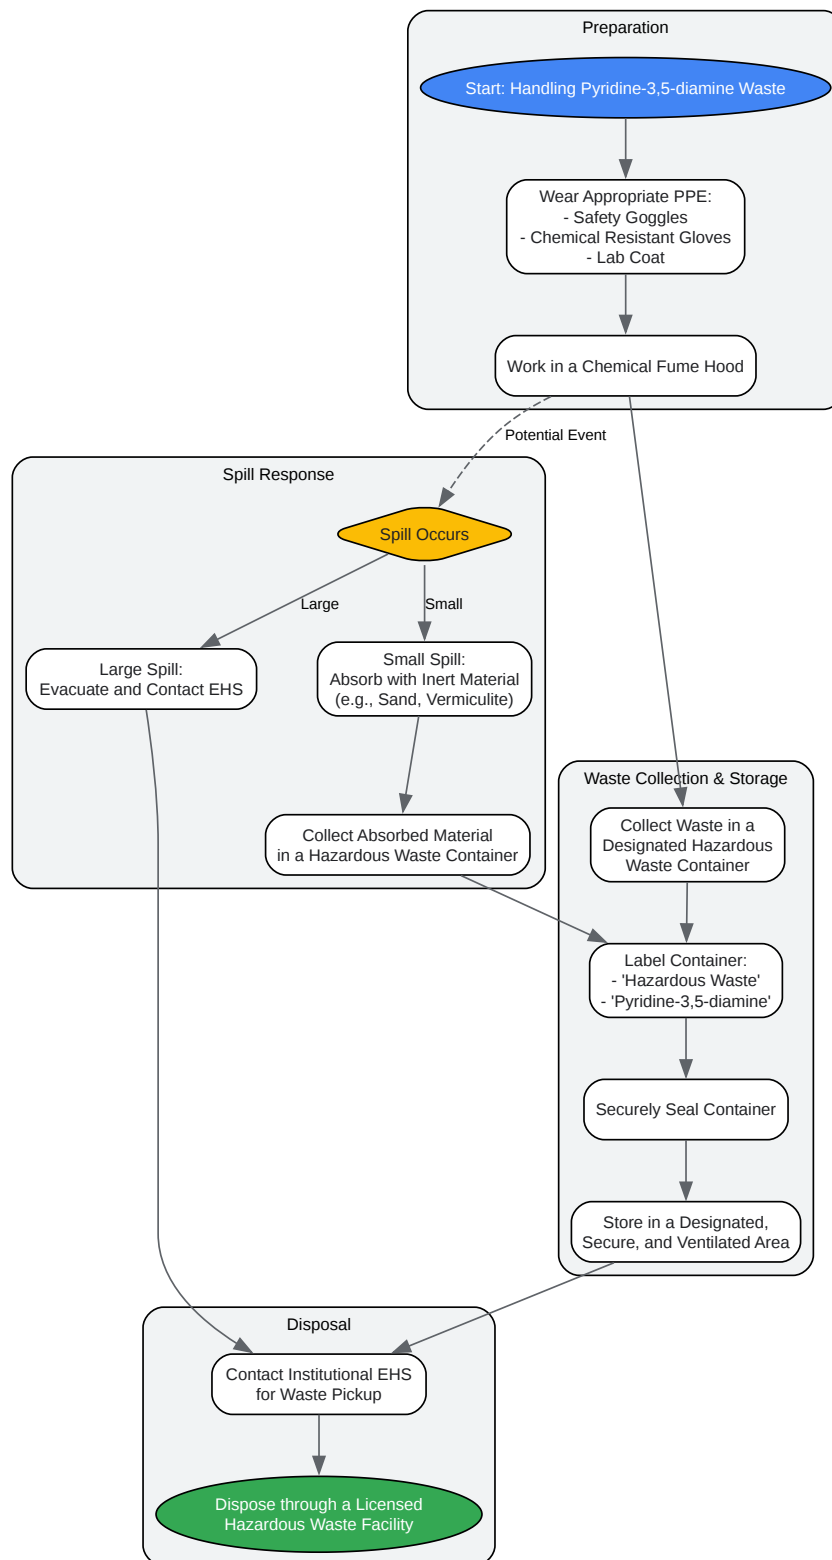 Preparation
Start: Handling Pyridine-3,5-diamine Waste
Wear Appropriate PPE:
- Safety Goggles
- Chemical Resistant Gloves
- Lab Coat
Work in a Chemical Fume Hood
Potential Event
Spill Response
Spill Occurs
Large
Small
Large Spill:
Evacuate and Contact EHS
Small Spill:
Absorb with Inert Material
(e.g., Sand, Vermiculite)
Collect Absorbed Material
in a Hazardous Waste Container
Waste Collection & Storage
Collect Waste in a
Designated Hazardous
Waste Container
Label Container:
- 'Hazardous Waste'
- 'Pyridine-3,5-diamine'
Securely Seal Container
Store in a Designated,
Secure, and Ventilated Area
Disposal
Contact Institutional EHS
for Waste Pickup
Dispose through a Licensed
Hazardous Waste Facility